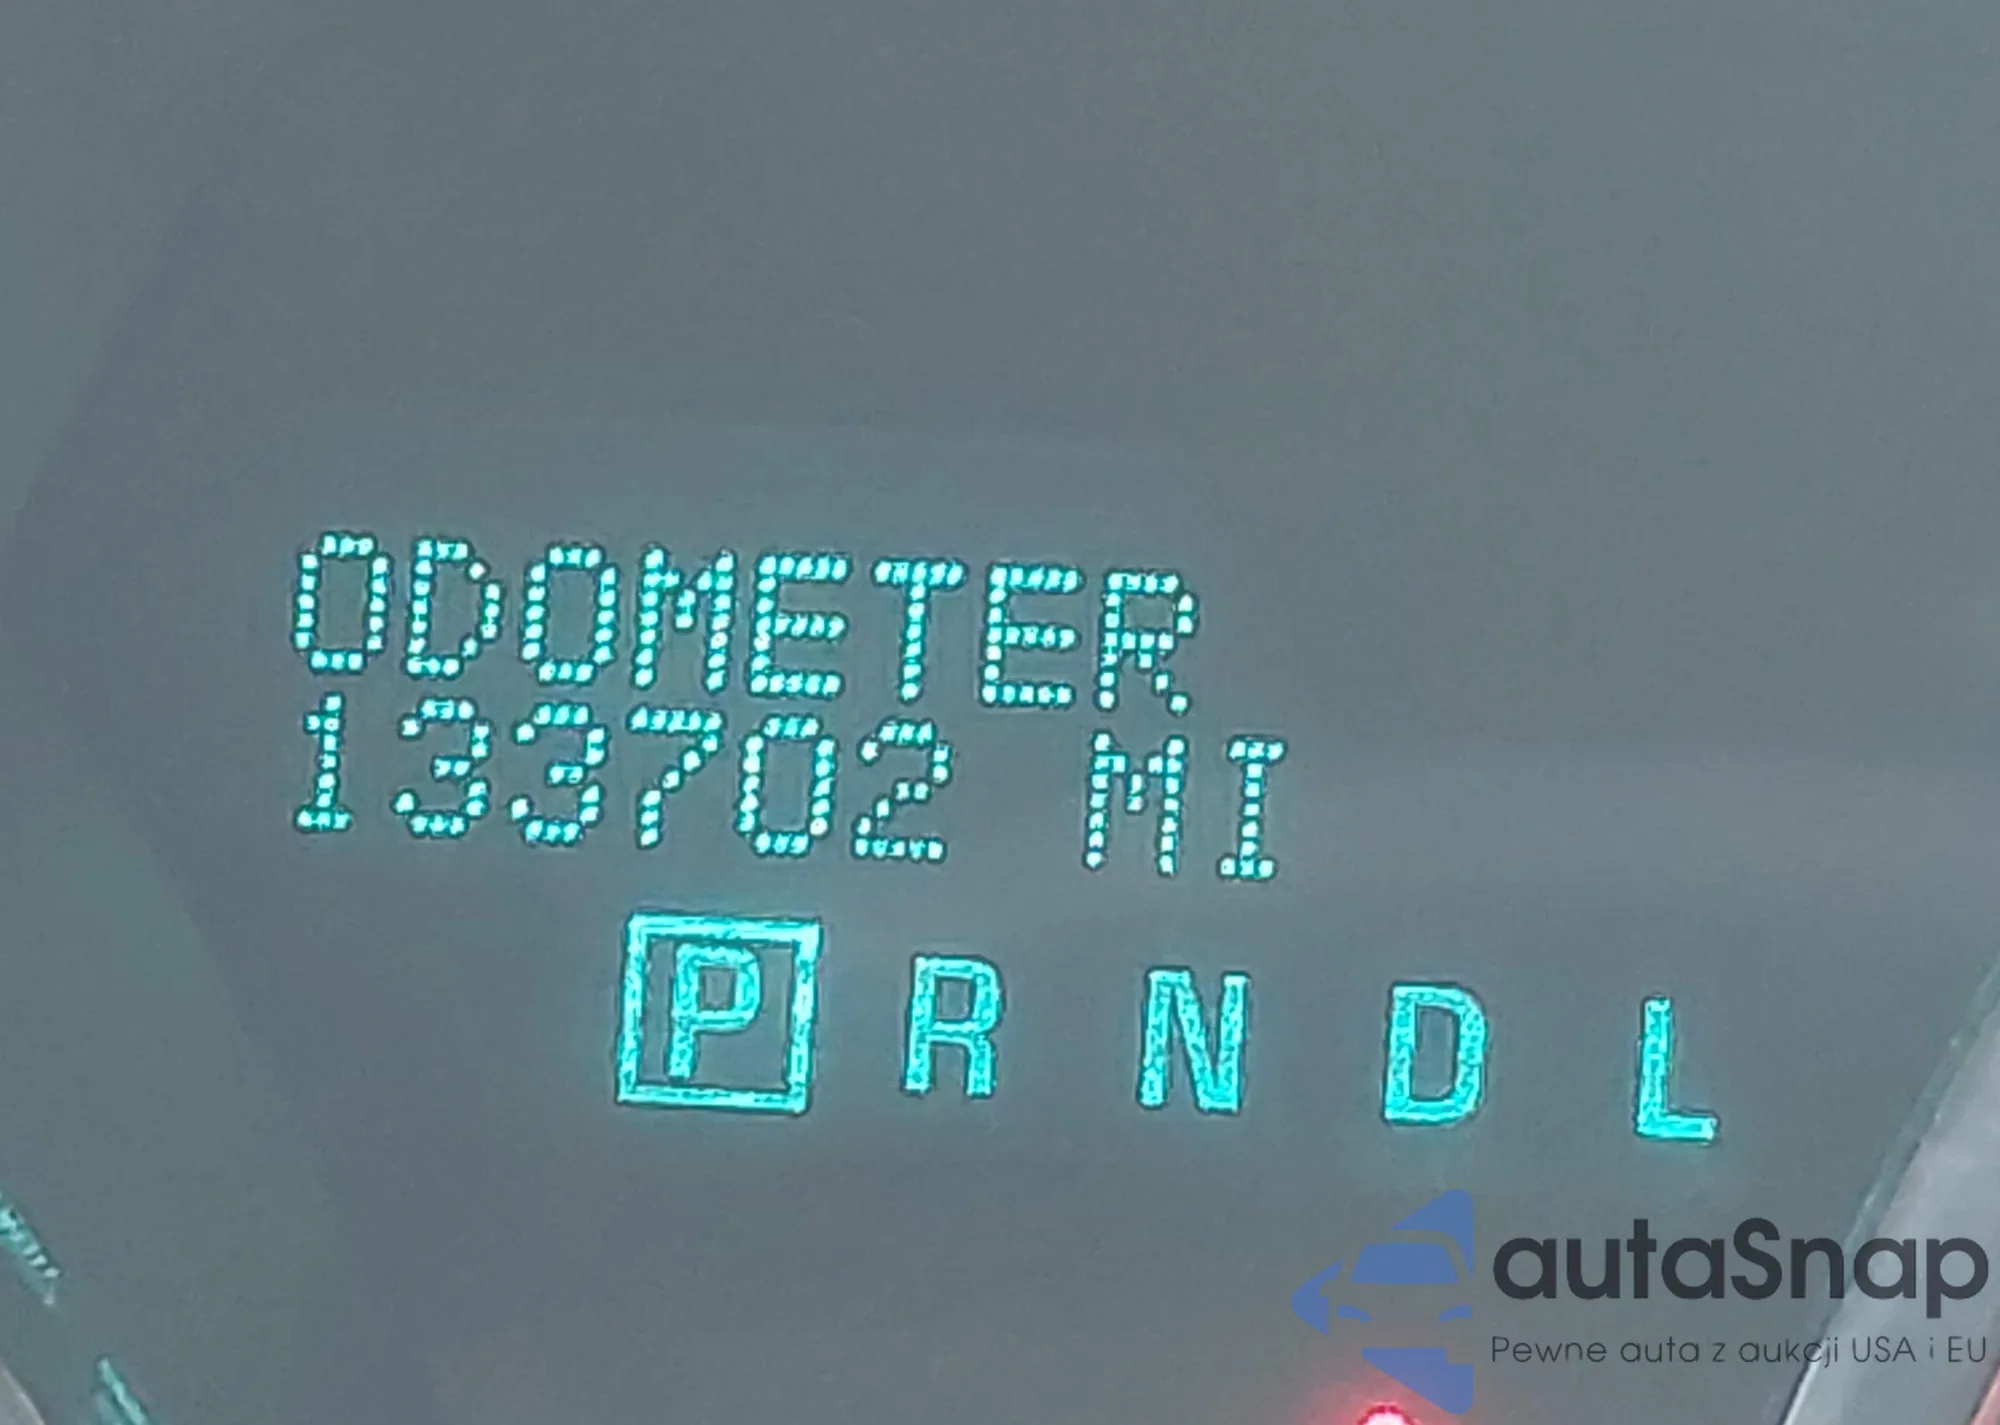 ODOMETER
133702 MI
P R N D L
autaSnap
Pewne auta z aukcji USA i EU